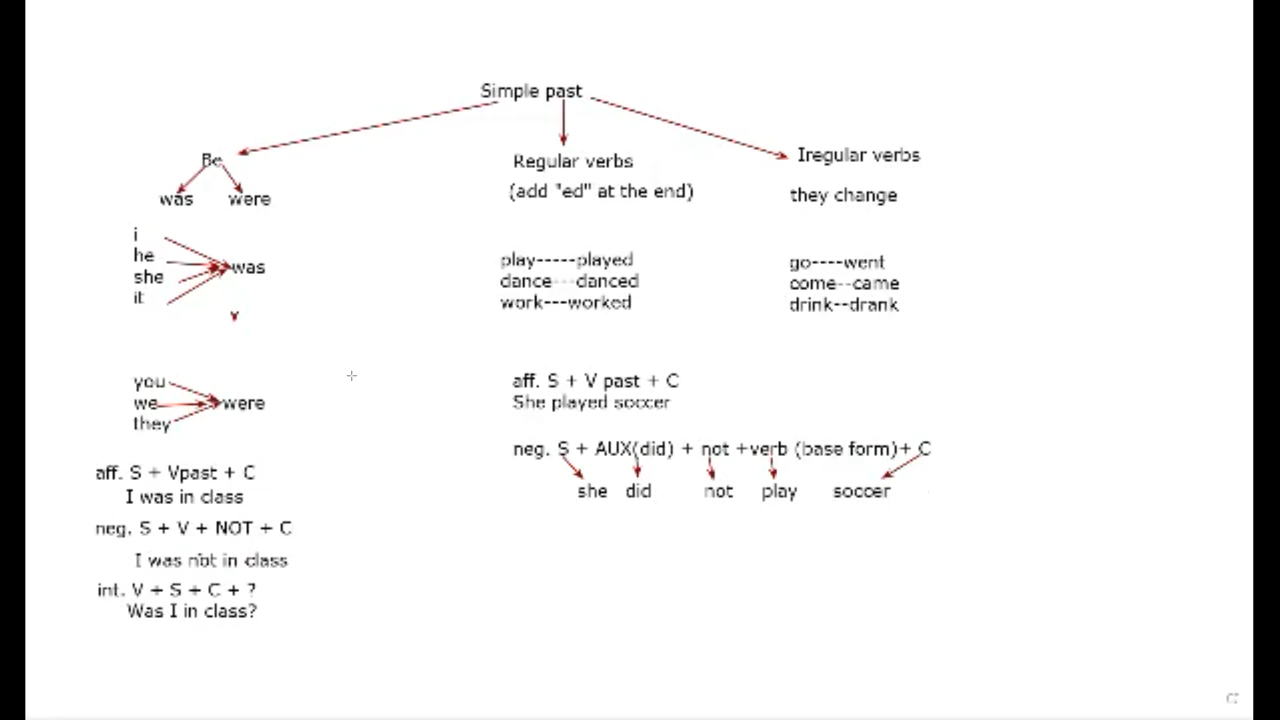 Simple past
Be
was were
i
he
she
it
was
you
we
they
were
aff. S + Vpast + C
I was in class
neg. S + V + NOT + C
I was not in class
int. V + S + C + ?
Was I in class?
Regular verbs
(add "ed" at the end)
play-----played
dance---danced
work---worked
aff. S + V past + C
She played soccer
neg. S + AUX(did) + not +verb (base form)+ C
she did not play soccer
Iregular verbs
they change
go----went
come--came
drink--drank